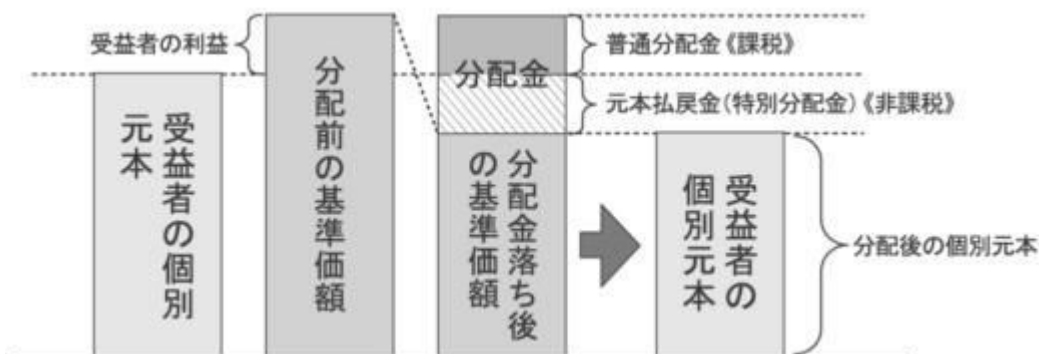 受益者の利益
受益者の個別
元本
分配前の基準価額
分配金
分配金落ち後
の基準価額
普通分配金《課税》
元本払戻金(特別分配金)《非課税》
受益者の
個別元本
分配後の個別元本